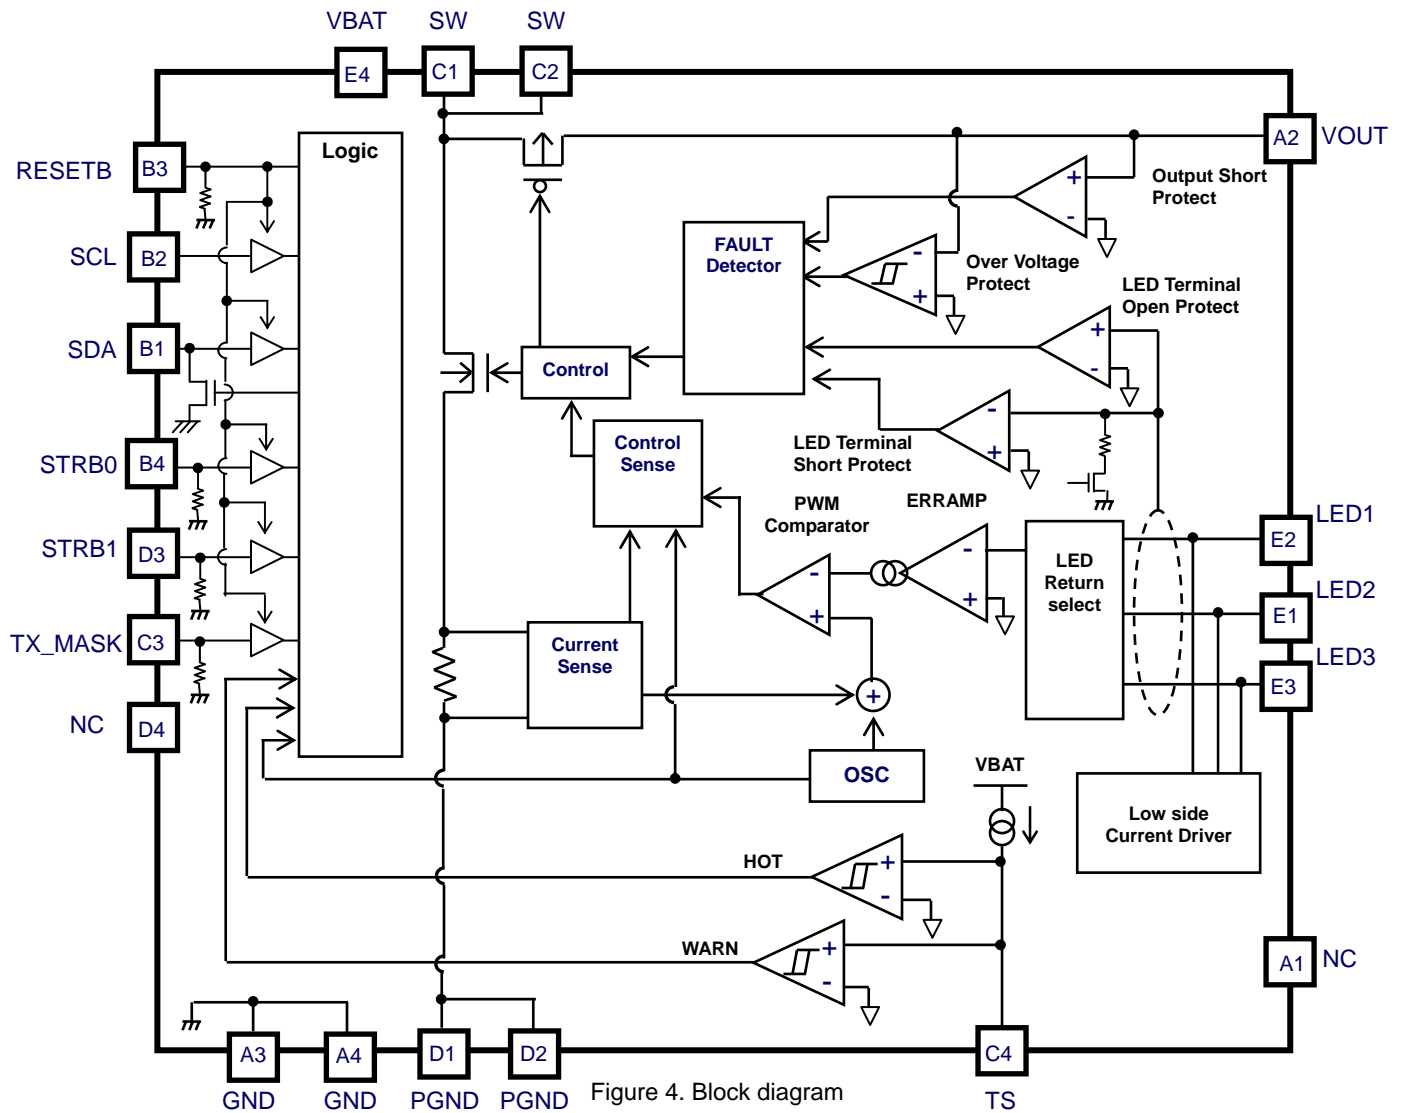 VBAT
SW
SW
E4
C1
C2
RESETB
B3
Logic
A2
VOUT
Output Short
Protect
+
-
SCL
B2
FAULT
Detector
-
+
Over Voltage
Protect
LED Terminal
Open Protect
SDA
B1
+
-
Control
-
+
LED Terminal
Short Protect
Control
Sense
STRB0
B4
PWM
Comparator
ERRAMP
STRB1
D3
-
+
-
+
LED
Return
select
LED1
E2
LED2
E1
LED3
E3
TX_MASK
C3
Current
Sense
+
NC
D4
OSC
VBAT
Low side
Current Driver
HOT
+
-
WARN
+
-
A1
NC
A3
A4
D1
D2
C4
GND
GND
PGND
PGND
TS
Figure 4. Block diagram